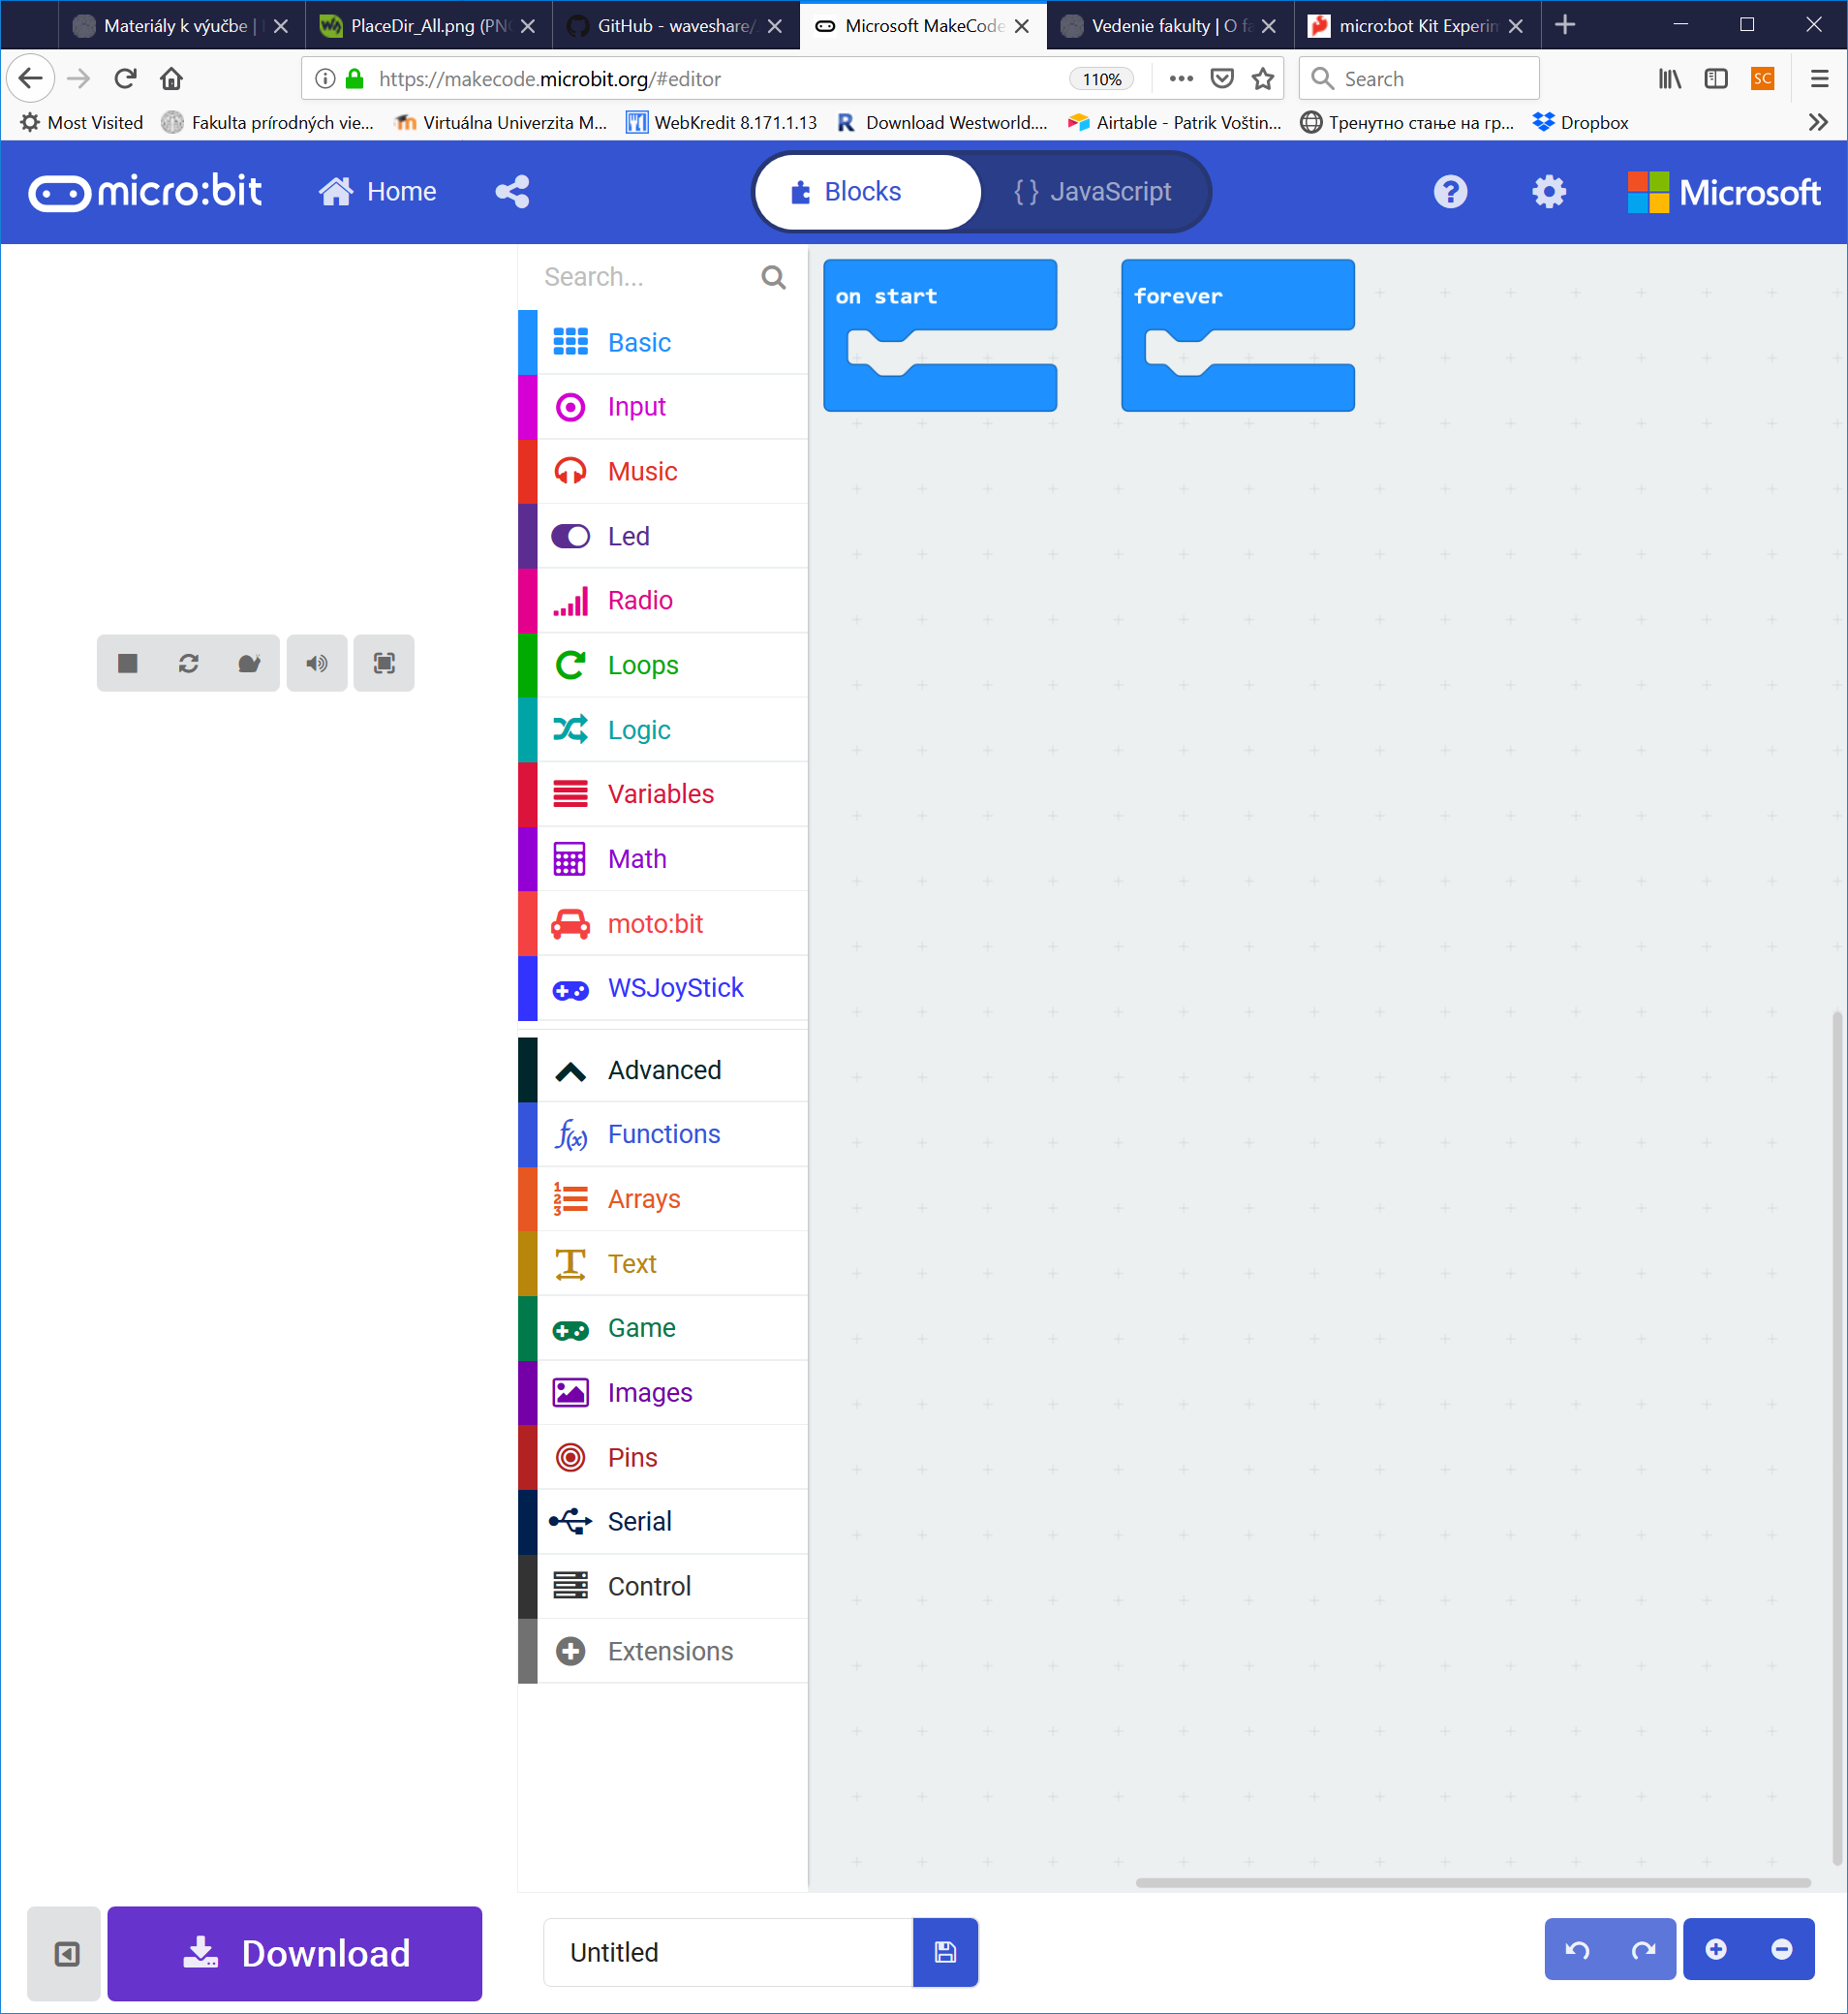 Materiály k výučbe |
PlaceDir_All.png (PNG
GitHub - waveshare/
Microsoft MakeCode
Vedenie fakulty | O fa
micro:bot Kit Experim
https://makecode.microbit.org/#editor
110%
Search
SC
Most Visited
Fakulta prírodných vie...
Virtuálna Univerzita M...
WebKredit 8.171.1.13
Download Westworld....
Airtable - Patrik Voštin...
Тренутно стање на гр...
Dropbox
micro:bit
Home
Blocks
{ } JavaScript
Microsoft
Search...
on start
forever
Basic
Input
Music
Led
Radio
Loops
Logic
Variables
Math
moto:bit
WSJoyStick
Advanced
f(x) Functions
Arrays
Text
Game
Images
Pins
Serial
Control
Extensions
Download
Untitled